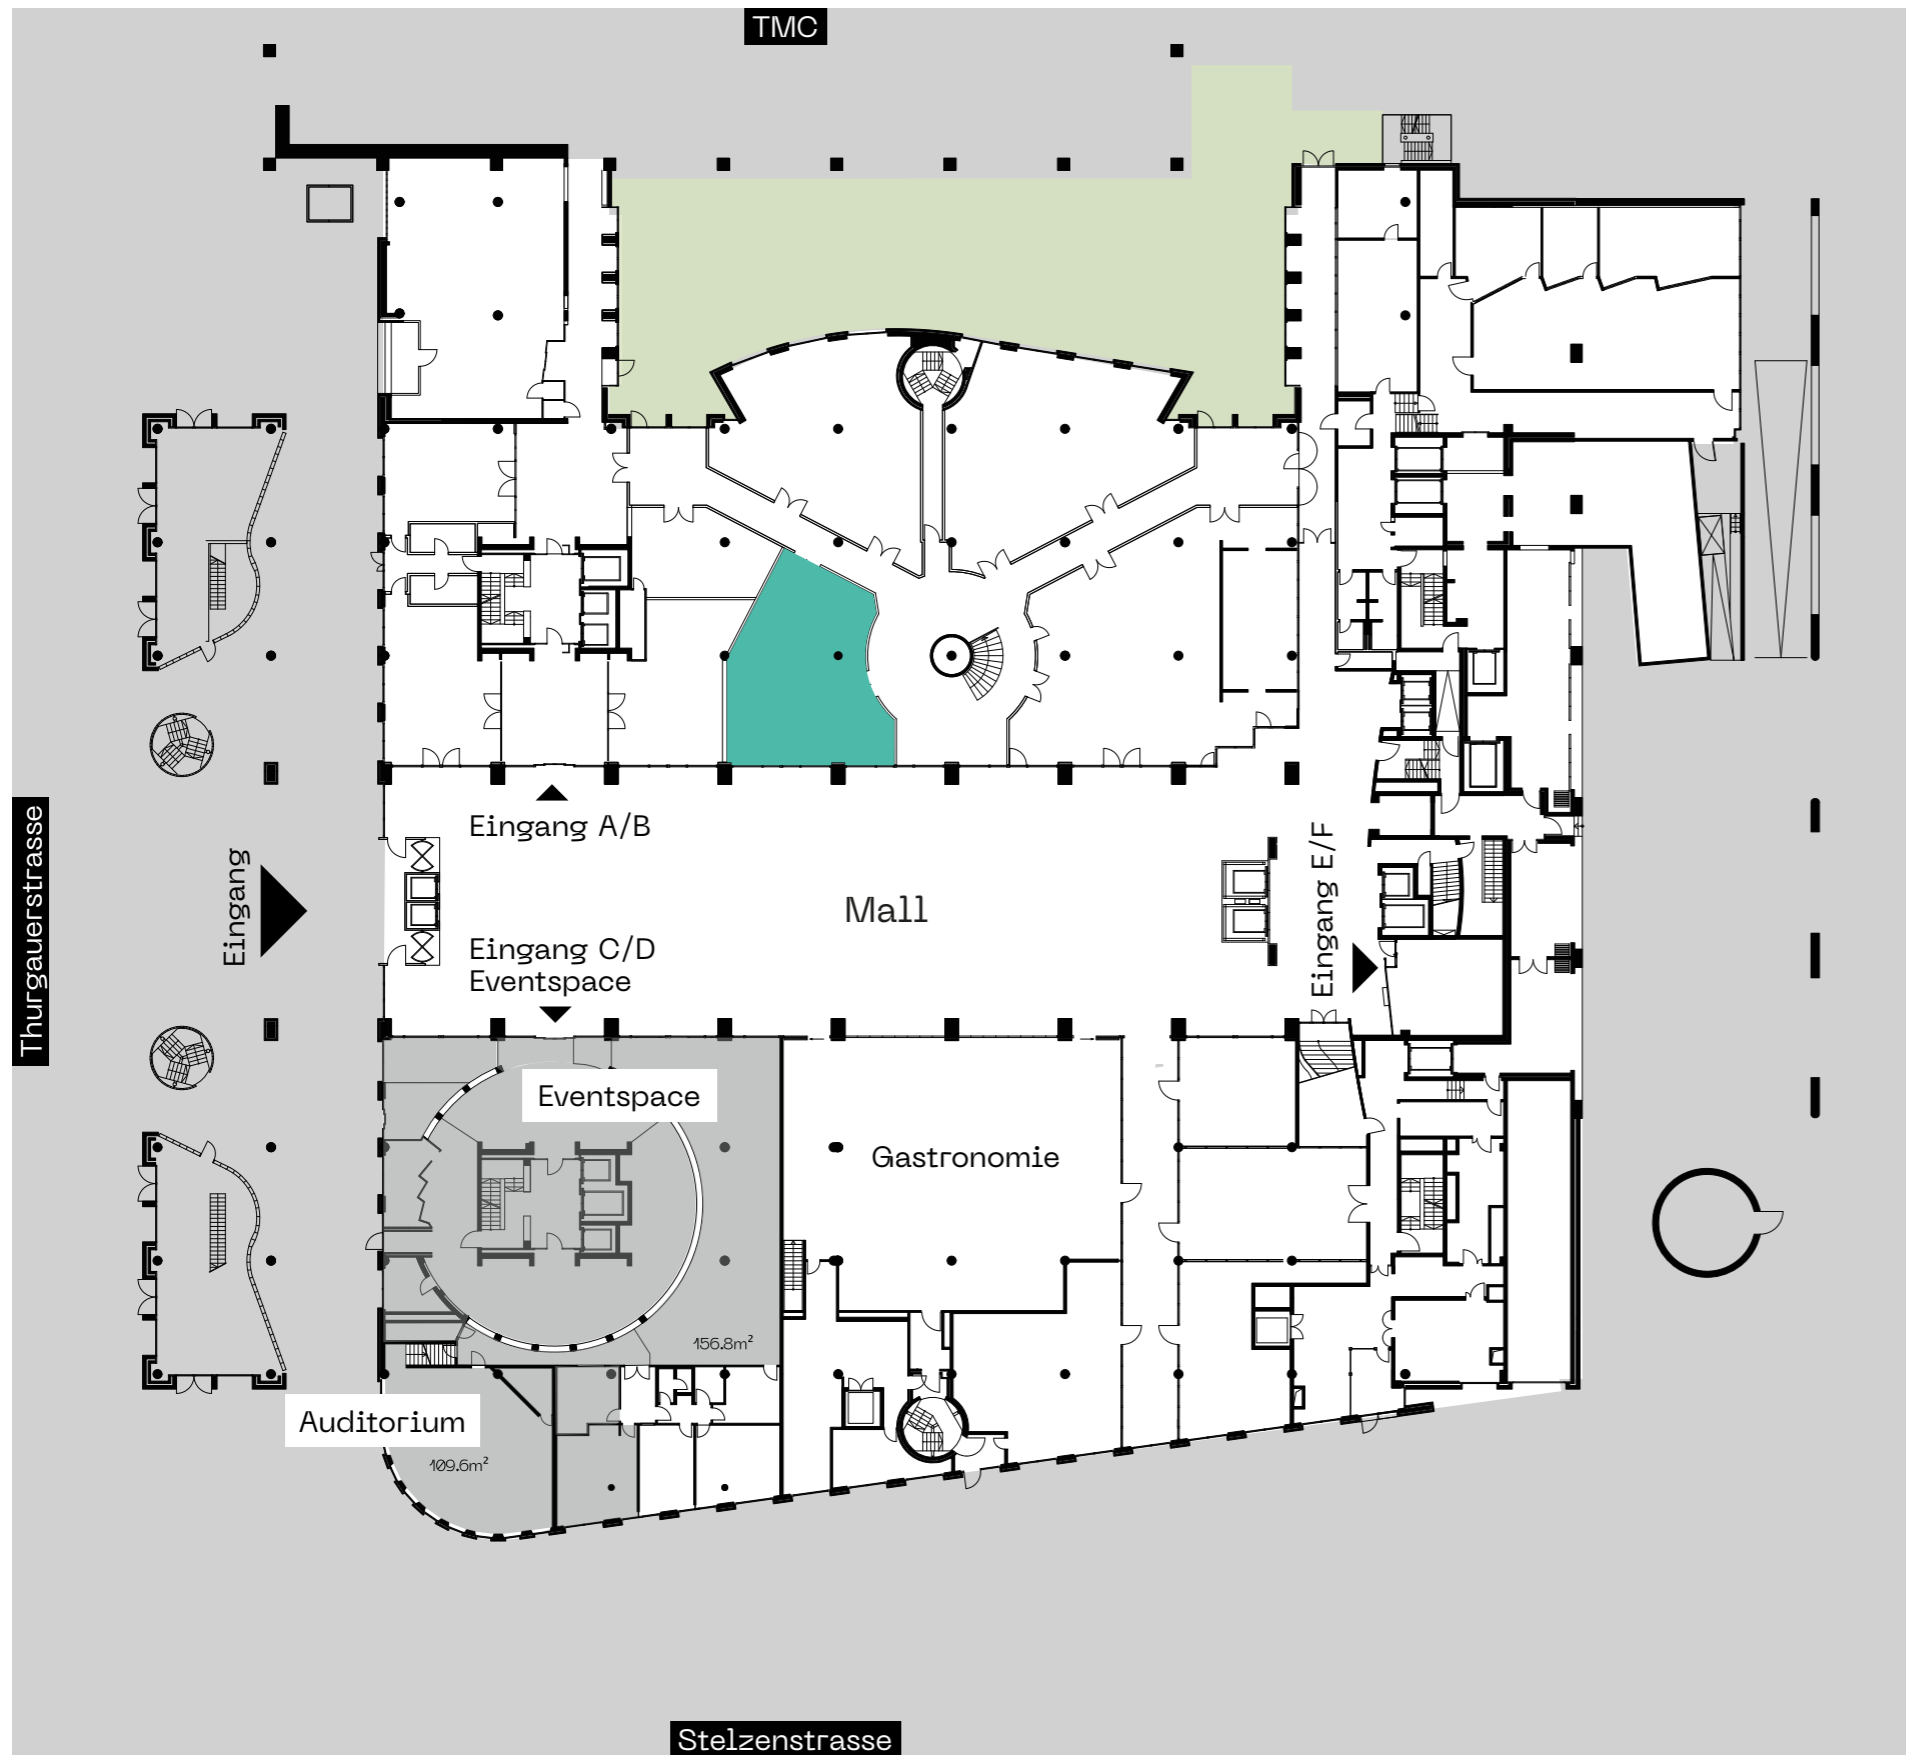 TMC
Eingang A/B
Thurgauerstrasse
Eingang
Mall
Eingang E/F
Eingang C/D
Eventspace
Eventspace
Gastronomie
156.8m²
Auditorium
109.6m²
Stelzenstrasse